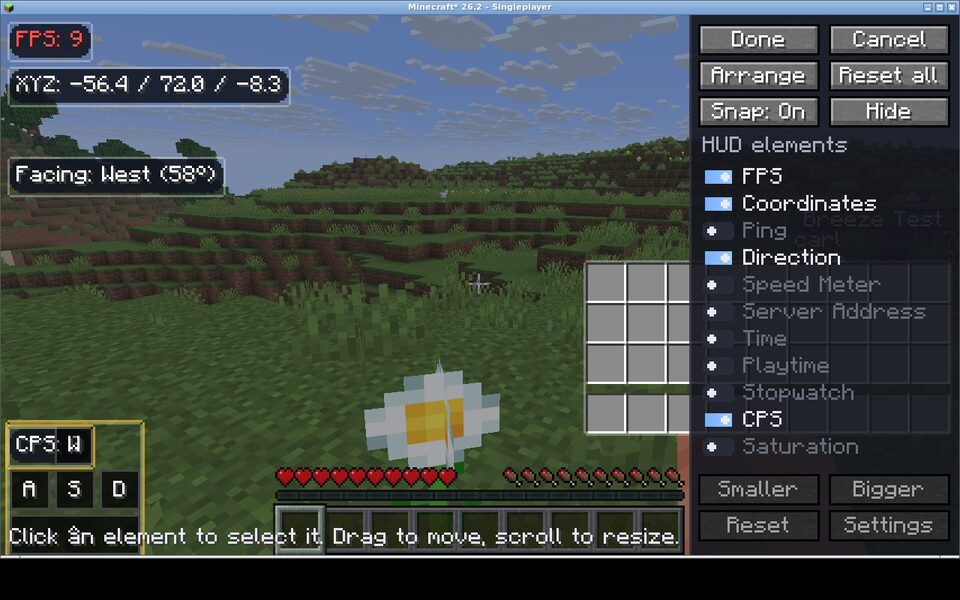 Minecraft* 26.2 - Singleplayer
FPS: 9
XYZ: -56.4 / 72.0 / -8.3
Facing: West (58°)
Done
Cancel
Arrange
Reset all
Snap: On
Hide
HUD elements
FPS
Coordinates
Ping
Direction
Speed Meter
Server Address
Time
Playtime
Stopwatch
CPS
Saturation
Breeze Test
Smaller
Bigger
Reset
Settings
CPS: W
A S D
Click an element to select it. Drag to move, scroll to resize.